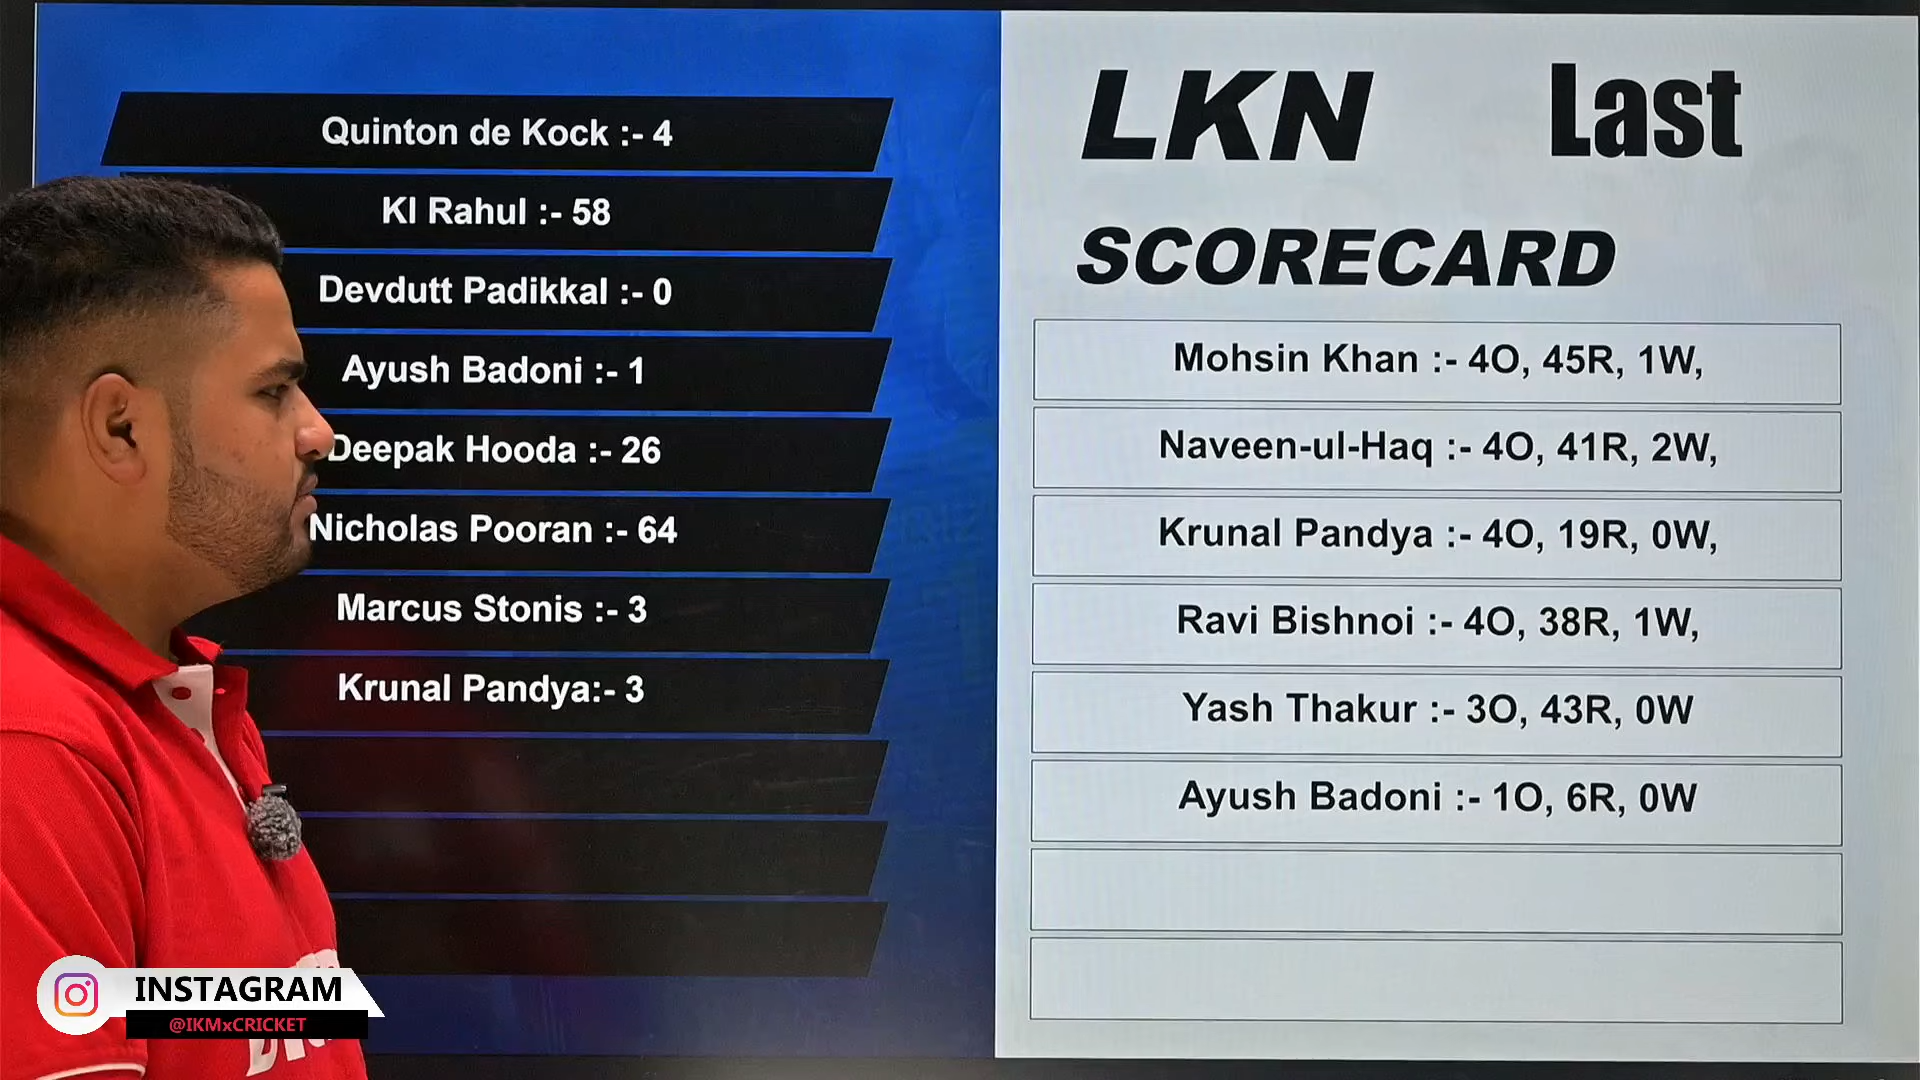 Quinton de Kock :- 4
Kl Rahul :- 58
Devdutt Padikkal :- 0
Ayush Badoni :- 1
Deepak Hooda :- 26
Nicholas Pooran :- 64
Marcus Stonis :- 3
Krunal Pandya:- 3
LKN Last
SCORECARD
Mohsin Khan :- 4O, 45R, 1W,
Naveen-ul-Haq :- 4O, 41R, 2W,
Krunal Pandya :- 4O, 19R, 0W,
Ravi Bishnoi :- 4O, 38R, 1W,
Yash Thakur :- 3O, 43R, 0W
Ayush Badoni :- 1O, 6R, 0W
INSTAGRAM
@IKMxCRICKET